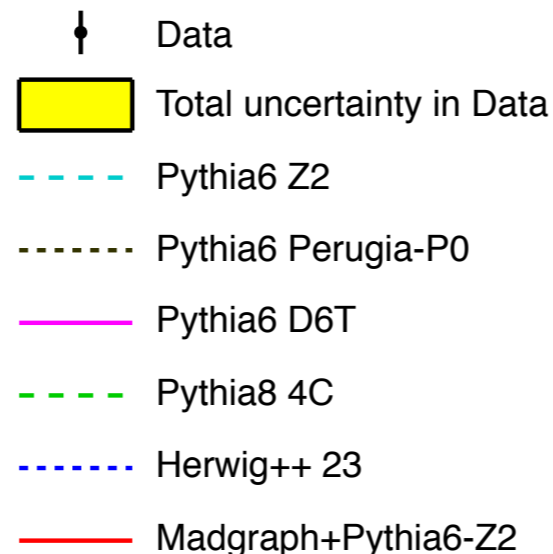 Data
Total uncertainty in Data
Pythia6 Z2
Pythia6 Perugia-P0
Pythia6 D6T
Pythia8 4C
Herwig++ 23
Madgraph+Pythia6-Z2